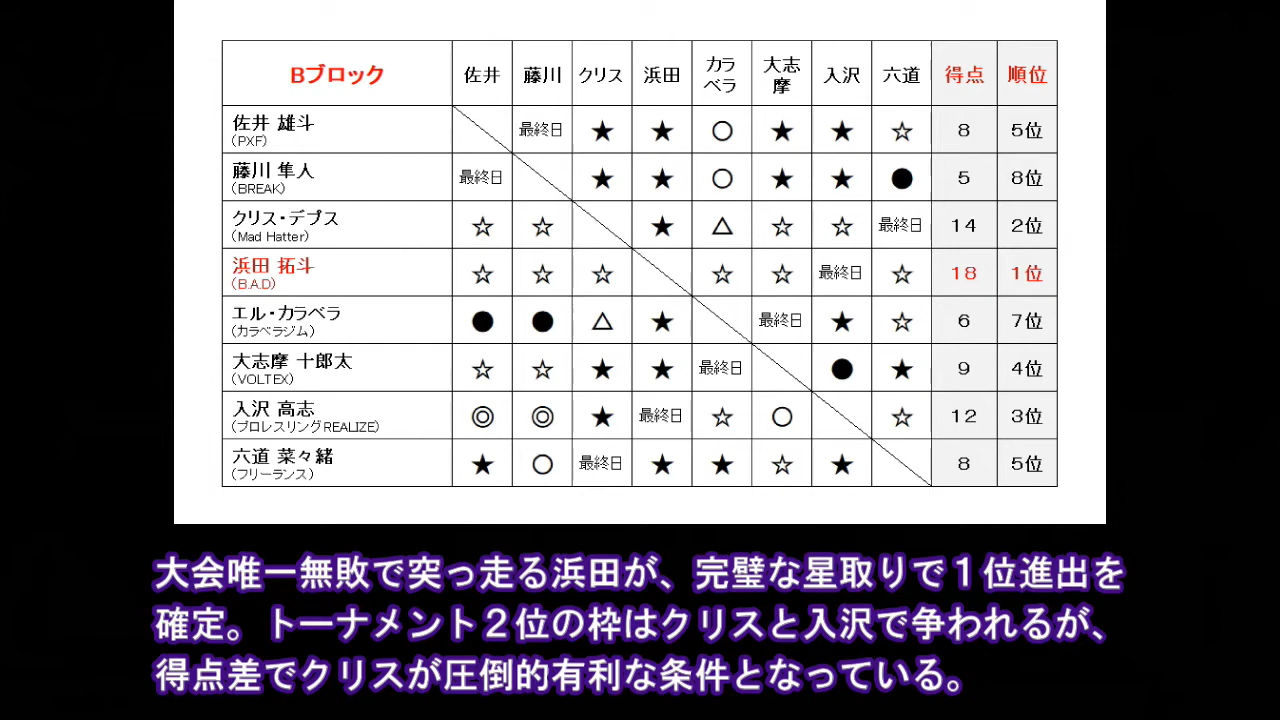 Bブロック 佐井 藤川 クリス 浜田 カラベラ 大志摩 入沢 六道 得点 順位
佐井 雄斗 最終日 ★ ★ ○ ★ ★ ☆ 8 5位
(PXF)
藤川 隼人 最終日 ★ ★ ○ ★ ★ ● 5 8位
(BREAK)
クリス・デプス ☆ ☆ ★ △ ☆ ☆ 最終日 14 2位
(Mad Hatter)
浜田 拓斗 ☆ ☆ ☆ ☆ ☆ 最終日 ☆ 18 1位
(B.A.D)
エル・カラベラ ● ● △ ★ 最終日 ★ ☆ 6 7位
(カラベラジム)
大志摩 十郎太 ☆ ☆ ★ ★ 最終日 ● ★ 9 4位
(VOLTEX)
入沢 高志 ◎ ◎ ★ 最終日 ☆ ○ ☆ 12 3位
(プロレスリングREALIZE)
六道 菜々緒 ★ ○ 最終日 ★ ★ ☆ ★ 8 5位
(フリーランス)
大会唯一無敗で突っ走る浜田が、完璧な星取りで１位進出を
確定。トーナメント２位の枠はクリスと入沢で争われるが、
得点差でクリスが圧倒的有利な条件となっている。